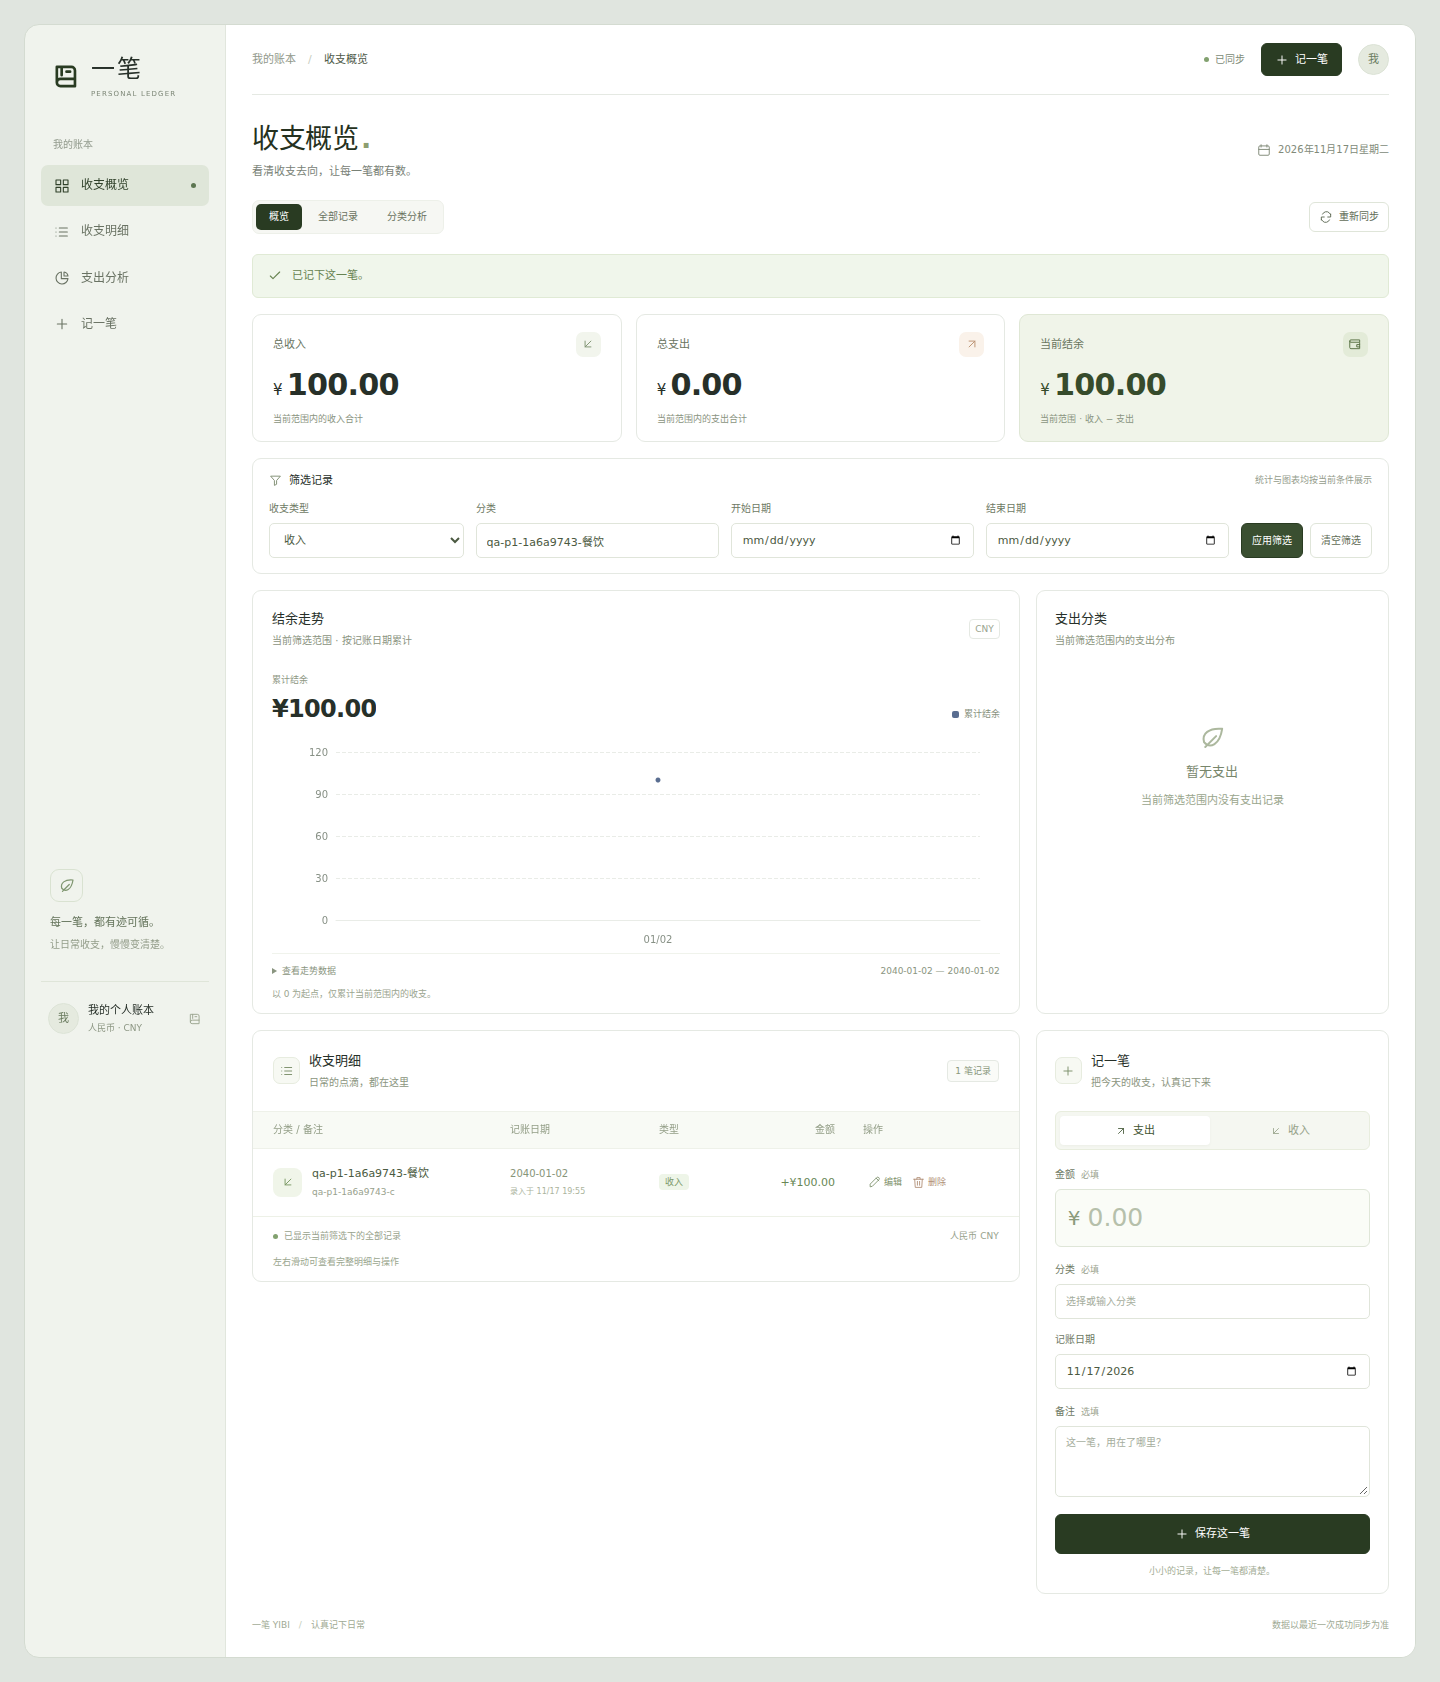 一笔
PERSONAL LEDGER
我的账本
收支概览
收支明细
支出分析
记一笔
每一笔，都有迹可循。
让日常收支，慢慢变清楚。
我
我的个人账本
人民币 · CNY
我的账本 / 收支概览
已同步
记一笔
我
收支概览.
看清收支去向，让每一笔都有数。
2026年11月17日星期二
概览 全部记录 分类分析
重新同步
已记下这一笔。
总收入
¥ 100.00
当前范围内的收入合计
总支出
¥ 0.00
当前范围内的支出合计
当前结余
¥ 100.00
当前范围 · 收入 − 支出
筛选记录
统计与图表均按当前条件展示
收支类型 分类 开始日期 结束日期
收入 qa-p1-1a6a9743-餐饮 mm/dd/yyyy mm/dd/yyyy 应用筛选 清空筛选
结余走势
当前筛选范围 · 按记账日期累计
CNY
累计结余
¥100.00
累计结余
120
90
60
30
0
01/02
查看走势数据
2040-01-02 — 2040-01-02
以 0 为起点，仅累计当前范围内的收支。
支出分类
当前筛选范围内的支出分布
暂无支出
当前筛选范围内没有支出记录
收支明细
日常的点滴，都在这里
1 笔记录
分类 / 备注 记账日期 类型 金额 操作
qa-p1-1a6a9743-餐饮 2040-01-02 收入 +¥100.00 编辑 删除
qa-p1-1a6a9743-c 录入于 11/17 19:55
已显示当前筛选下的全部记录
人民币 CNY
左右滑动可查看完整明细与操作
记一笔
把今天的收支，认真记下来
支出 收入
金额 必填
¥ 0.00
分类 必填
选择或输入分类
记账日期
11/17/2026
备注 选填
这一笔，用在了哪里？
保存这一笔
小小的记录，让每一笔都清楚。
一笔 YIBI / 认真记下日常
数据以最近一次成功同步为准